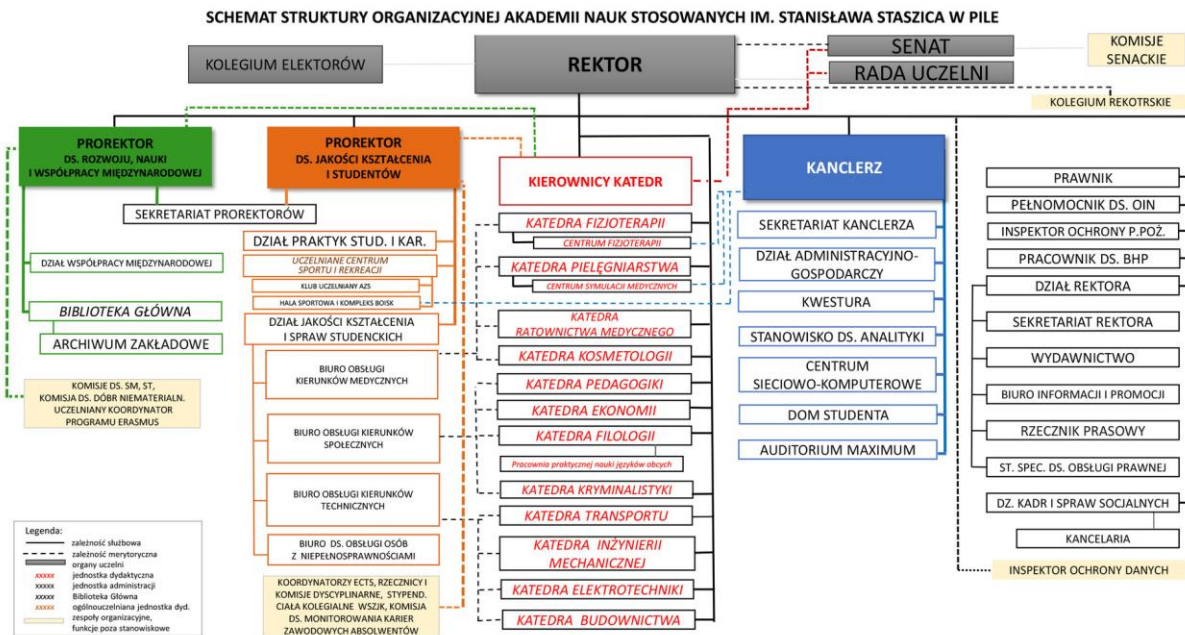 SCHEMAT STRUKTURY ORGANIZACYJNEJ AKADEMII NAUK STOSOWANYCH IM. STANISŁAWA STASZICA W PILE
KOLEGIUM ELEKTORÓW
REKTOR
SENAT
RADA UCZELNI
KOMISJE
SENACKIE
KOLEGIUM REKOTRSKIE
PROREKTOR
DS. ROZWOJU, NAUKI
I WSPÓŁPRACY MIĘDZYNARODOWEJ
PROREKTOR
DS. JAKOŚCI KSZTAŁCENIA
I STUDENTÓW
KIEROWNICY KATEDR
KANCLERZ
SEKRETARIAT PROREKTORÓW
DZIAŁ WSPÓŁPRACY MIĘDZYNARODOWEJ
BIBLIOTEKA GŁÓWNA
ARCHIWUM ZAKŁADOWE
KOMISJE DS. SM, ST,
KOMISJA DS. DÓBR NIEMATERIALN.
UCZELNIANY KOORDYNATOR
PROGRAMU ERASMUS
DZIAŁ PRAKTYK STUD. I KAR.
UCZELNIANE CENTRUM
SPORTU I REKREACJI
KLUB UCZELNIANY AZS
HALA SPORTOWA I KOMPLEKS BOISK
DZIAŁ JAKOŚCI KSZTAŁCENIA
I SPRAW STUDENCKICH
BIURO OBSŁUGI
KIERUNKÓW MEDYCZNYCH
BIURO OBSŁUGI KIERUNKÓW
SPOŁECZNYCH
BIURO OBSŁUGI KIERUNKÓW
TECHNICZNYCH
BIURO DS. OBSŁUGI OSÓB
Z NIEPEŁNOSPRAWNOŚCIAMI
KOORDYNATORZY ECTS, RZECZNICY I
KOMISJE DYSCYPLINARNE, STYPEND.
CIAŁA KOLEGIALNE WSZJK, KOMISJA
DS. MONITOROWANIA KARIER
ZAWODOWYCH ABSOLWENTÓW
KATEDRA FIZJOTERAPII
CENTRUM FIZJOTERAPII
KATEDRA PIELĘGNIARSTWA
CENTRUM SYMULACJI MEDYCZNYCH
KATEDRA
RATOWNICTWA MEDYCZNEGO
KATEDRA KOSMETOLOGII
KATEDRA PEDAGOGIKI
KATEDRA EKONOMII
KATEDRA FILOLOGII
Pracownia praktycznej nauki języków obcych
KATEDRA KRYMINALISTYKI
KATEDRA TRANSPORTU
KATEDRA INŻYNIERII
MECHANICZNEJ
KATEDRA ELEKTROTECHNIKI
KATEDRA BUDOWNICTWA
SEKRETARIAT KANCLERZA
DZIAŁ ADMINISTRACYJNO-
GOSPODARCZY
KWESTURA
STANOWISKO DS. ANALITYKI
CENTRUM
SIECIOWO-KOMPUTEROWE
DOM STUDENTA
AUDITORIUM MAXIMUM
PRAWNIK
PEŁNOMOCNIK DS. OIN
INSPEKTOR OCHRONY P.POŻ.
PRACOWNIK DS. BHP
DZIAŁ REKTORA
SEKRETARIAT REKTORA
WYDAWNICTWO
BIURO INFORMACJI I PROMOCJI
RZECZNIK PRASOWY
ST. SPEC. DS. OBSŁUGI PRAWNEJ
DZ. KADR I SPRAW SOCJALNYCH
KANCELARIA
INSPEKTOR OCHRONY DANYCH
Legenda:
zależność służbowa
zależność merytoryczna
organy uczelni
xxxxx jednostka dydaktyczna
xxxxx jednostka administracji
xxxxx Biblioteka Główna
xxxxx ogólnouczelniana jednostka dyd.
zespoły organizacyjne,
funkcje poza stanowiskowe